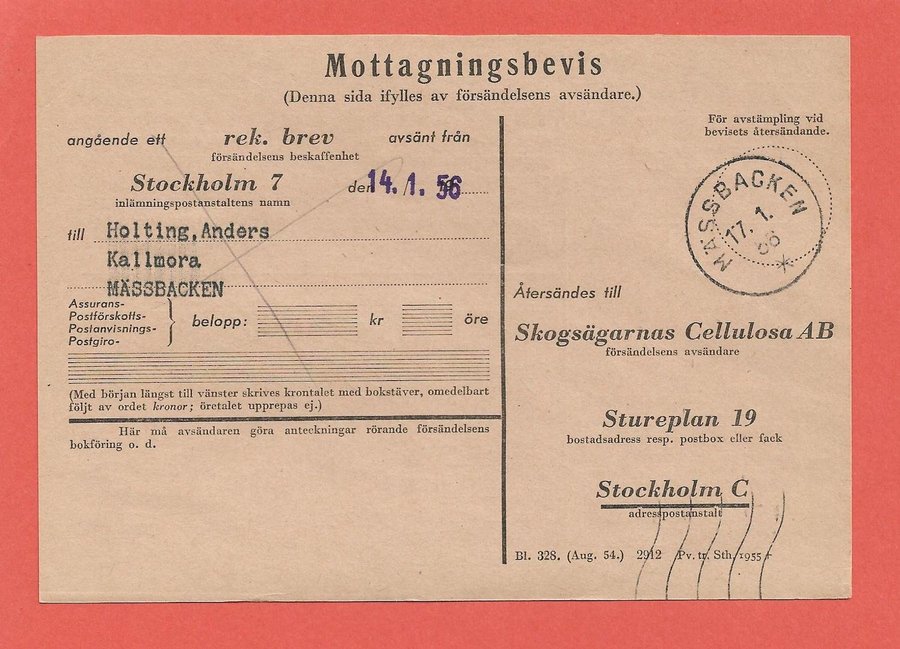 Mottagningsbevis
(Denna sida ifylles av försändelsens avsändare.)
angående ett rek. brev avsänt från
försändelsens beskaffenhet
Stockholm 7 den 14. /1. 56
inlämningspostanstaltens namn
till Holting, Anders
Kallmora
MÄSSBACKEN
Assurans-
Postförskotts-
Postanvisnings-
Postgiro-
belopp: kr öre
(Med början längst till vänster skrives krontalet med bokstäver, omedelbart
följt av ordet kronor; öretalet upprepas ej.)
Här må avsändaren göra anteckningar rörande försändelsens
bokföring o. d.
För avstämpling vid
bevisets återsändande.
MÄSSBACKEN
17. 1.
56
Återsändes till
Skogsägarnas Cellulosa AB
försändelsens avsändare
Stureplan 19
bostadsadress resp. postbox eller fack
Stockholm C
adresspostanstalt
Bl. 328. (Aug. 54.) 2912 Pv. tr. Sth. 1955